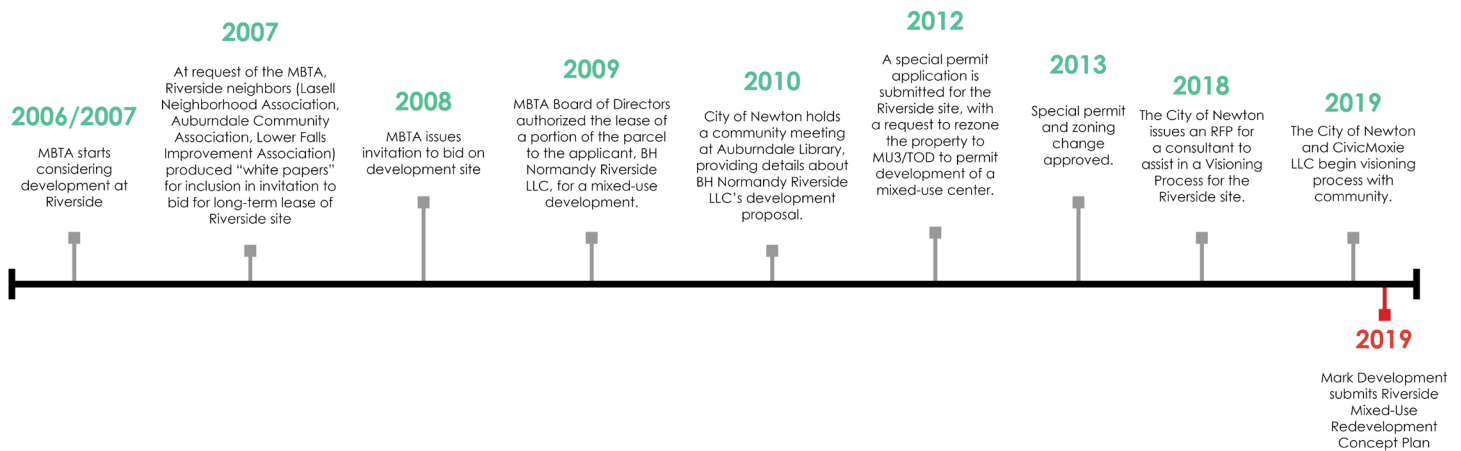 2006/2007
MBTA starts
considering
development at
Riverside
2007
At request of the MBTA,
Riverside neighbors (Lasell
Neighborhood Association,
Auburndale Community
Association, Lower Falls
Improvement Association)
produced “white papers”
for inclusion in invitation to
bid for long-term lease of
Riverside site
2008
MBTA issues
invitation to bid on
development site
2009
MBTA Board of Directors
authorized the lease of
a portion of the parcel
to the applicant, BH
Normandy Riverside
LLC, for a mixed-use
development.
2010
City of Newton holds
a community meeting
at Auburndale Library,
providing details about
BH Normandy Riverside
LLC’s development
proposal.
2012
A special permit
application is
submitted for the
Riverside site, with
a request to rezone
the property to
MU3/TOD to permit
development of a
mixed-use center.
2013
Special permit
and zoning
change
approved.
2018
The City of Newton
issues an RFP for
a consultant to
assist in a Visioning
Process for the
Riverside site.
2019
The City of Newton
and CivicMoxie
LLC begin visioning
process with
community.
2019
Mark Development
submits Riverside
Mixed-Use
Redevelopment
Concept Plan